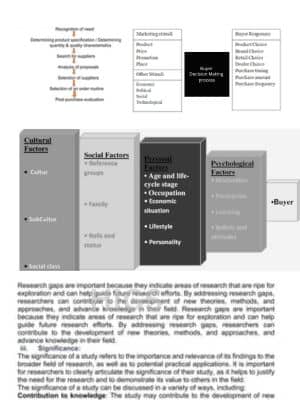 Recognition of need
Determining product specification / Determining
quantity & quality characteristics
Search for suppliers
Analysis of proposals
Selection of suppliers
Selection of an order routine
Post-purchase evaluation
Marketing stimuli
Product
Price
Promotion
Place
Other Stimuli
Economic
Political
Social
Technological
Buyer
Decision Making
process
Buyer Responses
Product Choice
Brand Choice
Retail Choice
Dealer Choice
Purchase timing
Purchase amount
Purchase frequency
Cultural
Factors
• Cultur
• SubCultur
• Social class
Social Factors
• Reference
groups
• Family
• Rolls and
status
Personal
Factors
• Age and life-
cycle stage
• Occupation
• Economic
situation
• Lifestyle
• Personality
Psychological
Factors
• Motivation
• Perception
• Learning
• Beliefs and
attitudes
•Buyer
Research gaps are important because they indicate areas of research that are ripe for
exploration and can help guide future research efforts. By addressing research gaps,
researchers can contribute to the development of new theories, methods, and
approaches, and advance knowledge in their field. Research gaps are important
because they indicate areas of research that are ripe for exploration and can help
guide future research efforts. By addressing research gaps, researchers can
contribute to the development of new theories, methods, and approaches, and
advance knowledge in their field.
iii. Significance:
The significance of a study refers to the importance and relevance of its findings to the
broader field of research, as well as to potential practical applications. It is important
for researchers to clearly articulate the significance of their study, as it helps to justify
the need for the research and to demonstrate its value to others in the field.
The significance of a study can be discussed in a variety of ways, including:
Contribution to knowledge: The study may contribute to the development of new